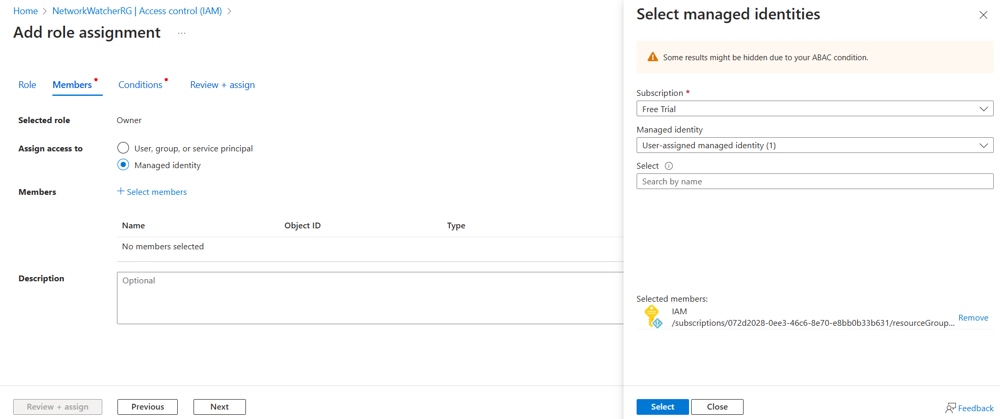 Home > NetworkWatcherRG | Access control (IAM) >
Add role assignment ...
Role Members Conditions Review + assign
Selected role Owner
Assign access to User, group, or service principal
Managed identity
Members + Select members
Name Object ID Type
No members selected
Description Optional
Review + assign Previous Next
Select managed identities
Some results might be hidden due to your ABAC condition.
Subscription *
Free Trial
Managed identity
User-assigned managed identity (1)
Select
Search by name
Selected members:
IAM
/subscriptions/072d2028-0ee3-46c6-8e70-e8bb0b33b631/resourceGroup...
Remove
Select Close
Feedback